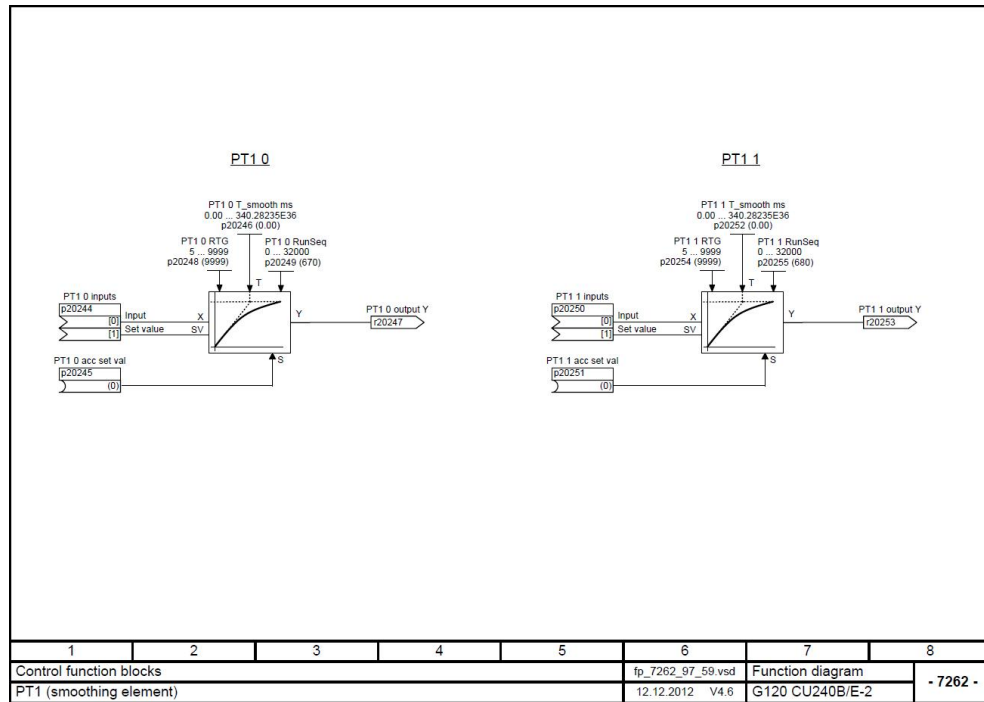 PT1 0
PT1 0 T_smooth ms
0.00 ... 340.28235E36
p20246 (0.00)
PT1 0 RTG
5 ... 9999
p20248 (9999)
PT1 0 RunSeq
0 ... 32000
p20249 (670)
T
PT1 0 inputs
p20244
[0]
Input
X
[1]
Set value
SV
Y
PT1 0 output Y
r20247
PT1 0 acc set val
p20245
(0)
S
PT1 1
PT1 1 T_smooth ms
0.00 ... 340.28235E36
p20252 (0.00)
PT1 1 RTG
5 ... 9999
p20254 (9999)
PT1 1 RunSeq
0 ... 32000
p20255 (680)
T
PT1 1 inputs
p20250
[0]
Input
X
[1]
Set value
SV
Y
PT1 1 output Y
r20253
PT1 1 acc set val
p20251
(0)
S
1 2 3 4 5 6 7 8
Control function blocks
fp_7262_97_59.vsd
Function diagram
- 7262 -
PT1 (smoothing element)
12.12.2012 V4.6
G120 CU240B/E-2